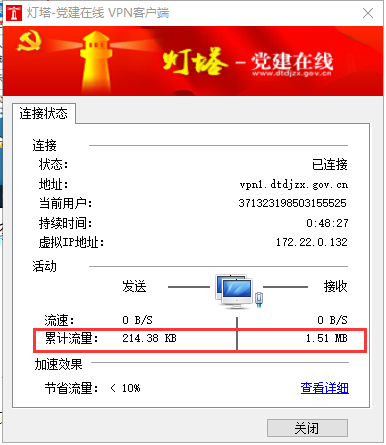 灯塔-党建在线 VPN客户端
灯塔-党建在线
www.dtdjzx.gov.cn
连接状态
连接
状态: 已连接
地址: vpn1.dtdjzx.gov.cn
当前用户: 371323198503155525
持续时间: 0:48:27
虚拟IP地址: 172.22.0.132
活动
发送 接收
流速: 0 B/S 0 B/S
累计流量: 214.38 KB 1.51 MB
加速效果
节省流量: < 10% 查看详细
关闭